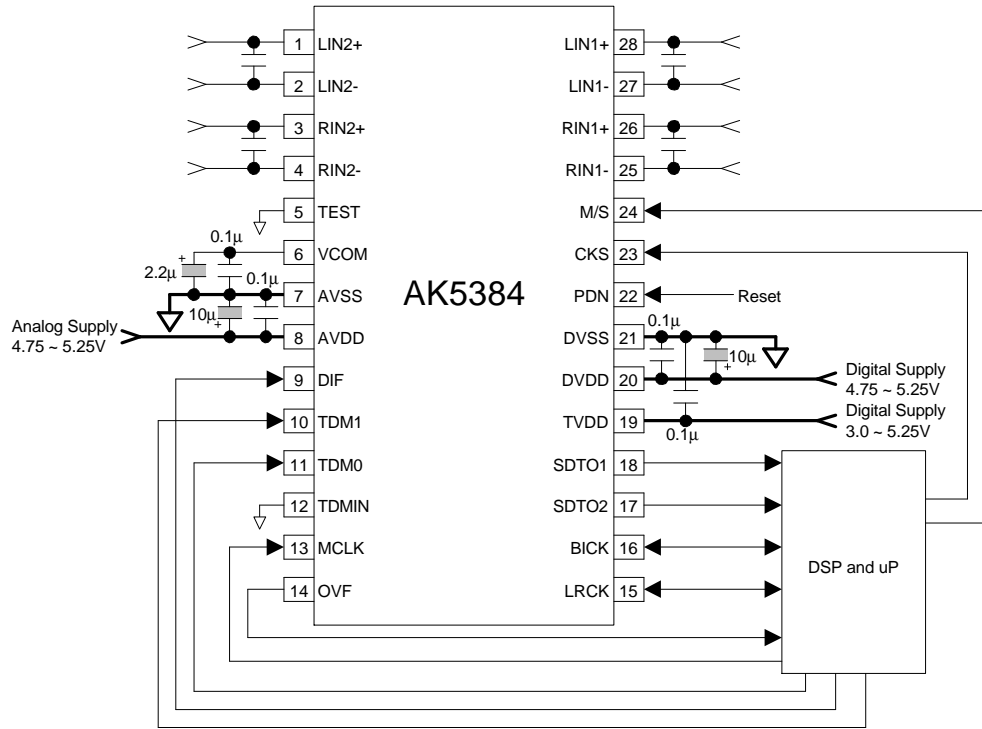 1 LIN2+
2 LIN2-
3 RIN2+
4 RIN2-
5 TEST
6 VCOM
7 AVSS
8 AVDD
9 DIF
10 TDM1
11 TDM0
12 TDMIN
13 MCLK
14 OVF
AK5384
LIN1+ 28
LIN1- 27
RIN1+ 26
RIN1- 25
M/S 24
CKS 23
PDN 22
DVSS 21
DVDD 20
TVDD 19
SDTO1 18
SDTO2 17
BICK 16
LRCK 15
0.1μ
+
2.2μ
0.1μ
10μ
+
Analog Supply
4.75 ~ 5.25V
Reset
0.1μ
10μ
+
0.1μ
Digital Supply
4.75 ~ 5.25V
Digital Supply
3.0 ~ 5.25V
DSP and uP